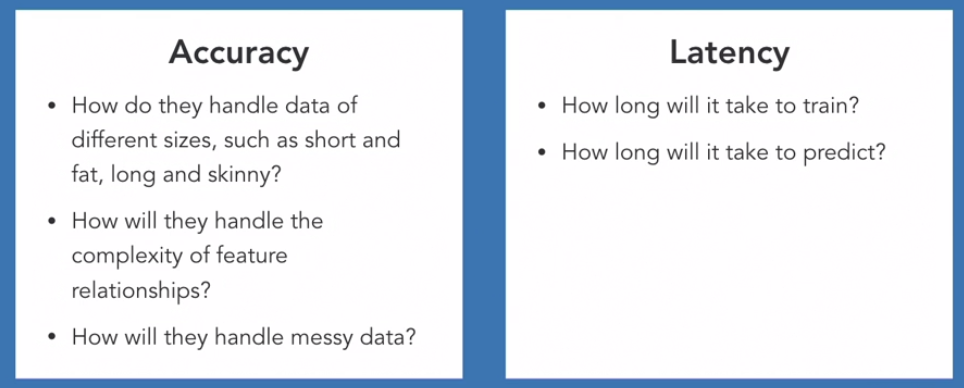 Accuracy
• How do they handle data of
different sizes, such as short and
fat, long and skinny?
• How will they handle the
complexity of feature
relationships?
• How will they handle messy data?
Latency
• How long will it take to train?
• How long will it take to predict?